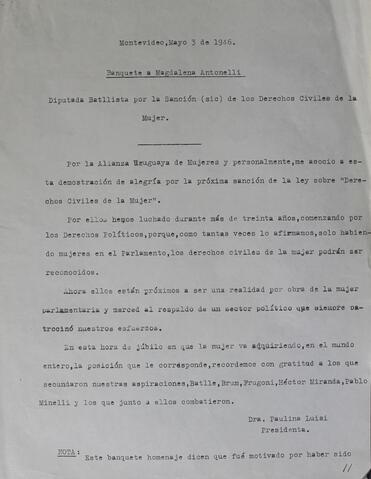 Montevideo,Mayo 3 de 1946.
Banquete a Magdalena Antonelli
Diputada Batllista por la Sanción (sic) de los Derechos Civiles de la
Mujer.
Por la Alianza Uruguaya de Mujeres y personalmente,me asocio a es-
ta demostración de alegría por la próxima sanción de la ley sobre "Dere-
chos Civiles de la Mujer".
Por ellos hemos luchado durante más de treinta años,comenzando por
los Derechos Políticos,porque,como tantas veces lo afirmamos,solo habien-
do mujeres en el Parlamento,los derechos civiles de la mujer podrán ser
reconocidos.
Ahora ellos están próximos a ser una realidad por obra de la mujer
parlamentaria y merced al respaldo de un sector político que siempre pa-
trocinó nuestros esfuerzos.
En esta hora de júbilo en que la mujer va adquiriendo,en el mundo
entero,la posición que le corresponde,recordemos con gratitud a los que
secundaron nuestras aspiraciones,Batlle,Brum,Frugoni,Héctor Miranda,Pablo
Minelli y los que junto a ellos combatieron.
Dra. Paulina Luisi
Presidenta.
NOTA: Este banquete homenaje dicen que fué motivado por haber sido
//